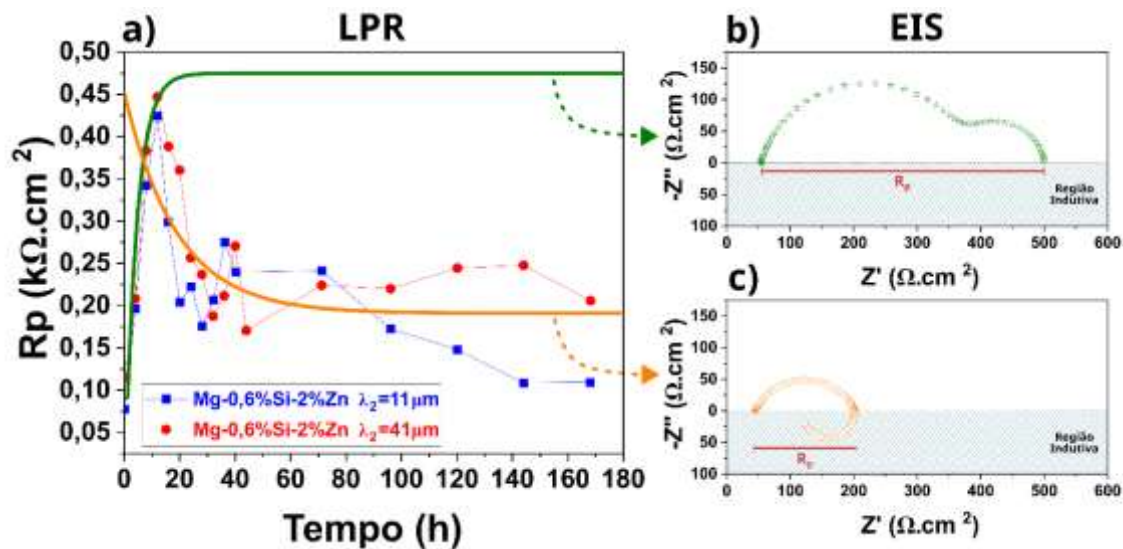 a)
LPR
0,50
0,45
0,40
0,35
0,30
0,25
0,20
0,15
0,10
0,05
Rp (kΩ.cm ²)
Mg-0,6%Si-2%Zn λ₂=11μm
Mg-0,6%Si-2%Zn λ₂=41μm
0 20 40 60 80 100 120 140 160 180
Tempo (h)
b)
EIS
150
100
50
0
50
100
-Z'' (Ω.cm ²)
Rₚ
Região
Indutiva
0 100 200 300 400 500 600
Z' (Ω.cm ²)
c)
150
100
50
0
50
100
-Z'' (Ω.cm ²)
Rₚ
Região
Indutiva
0 100 200 300 400 500 600
Z' (Ω.cm ²)